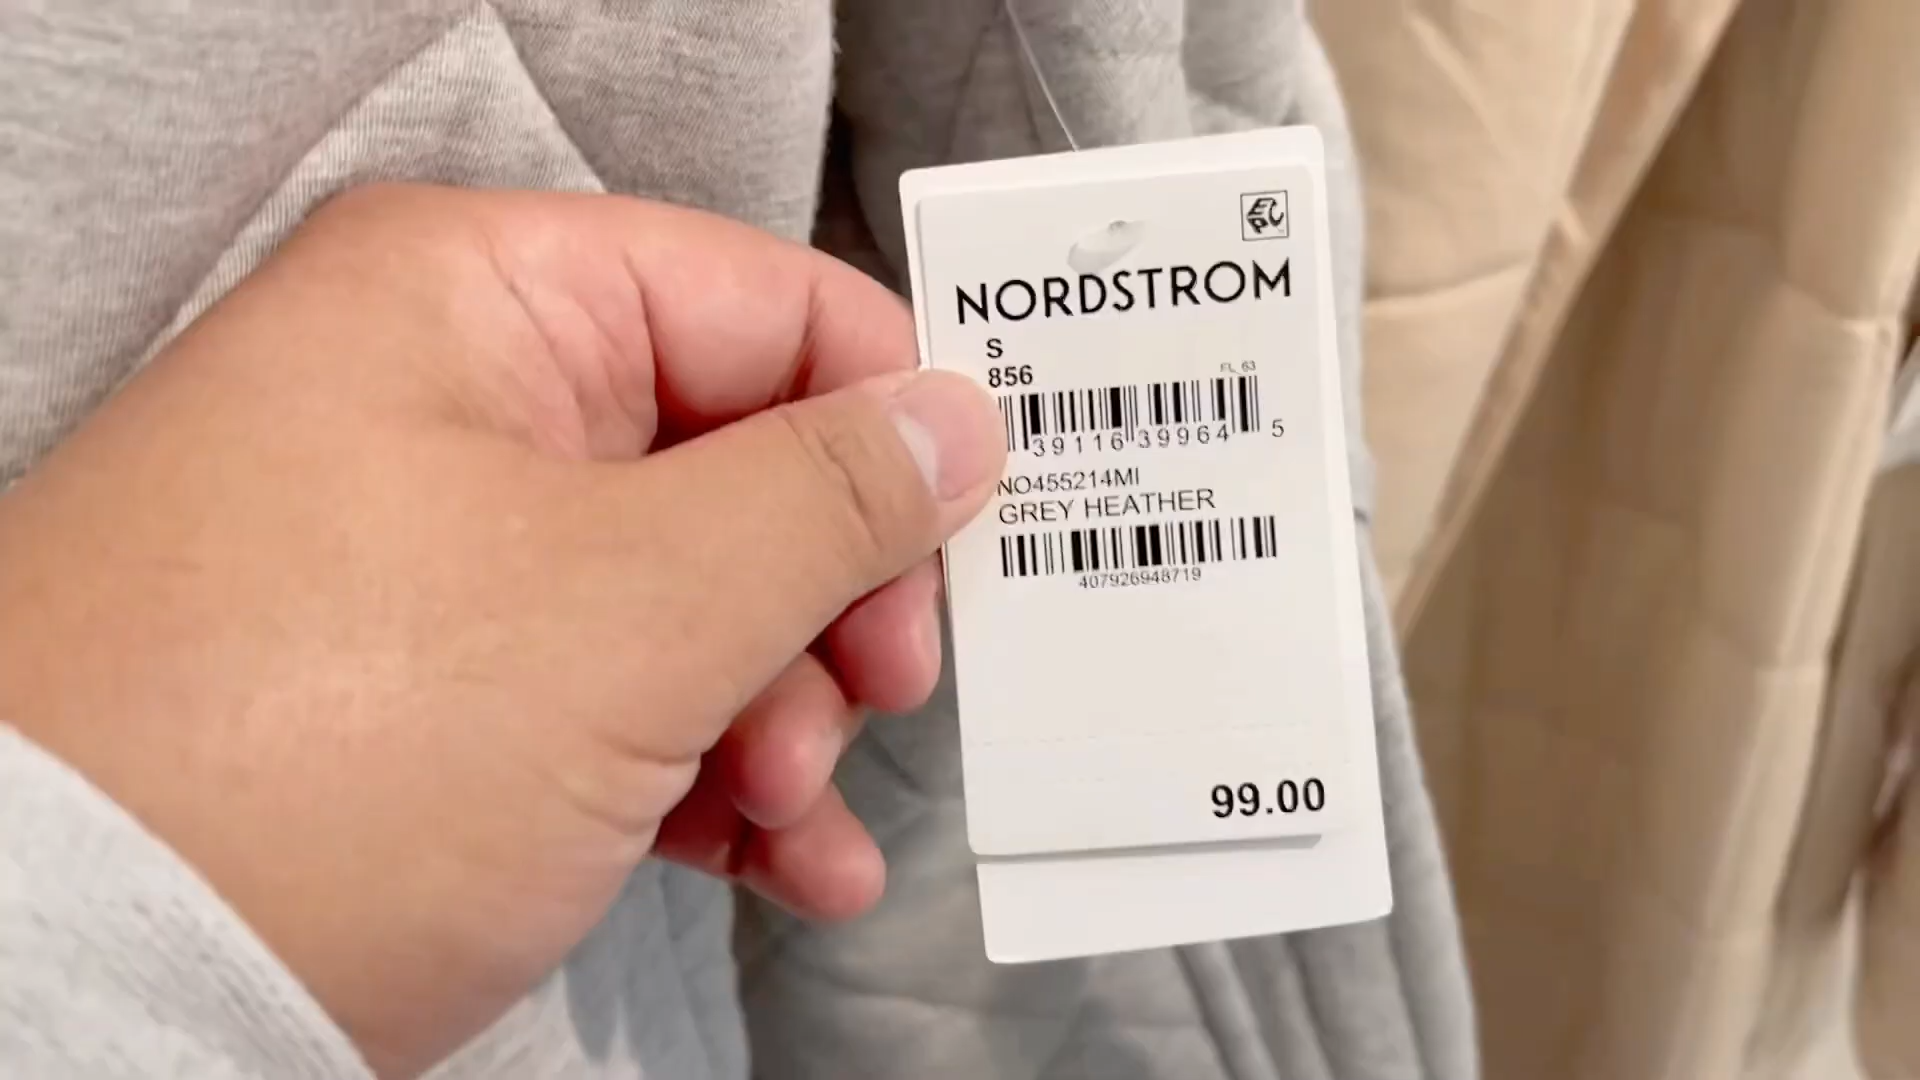 NORDSTROM
S
856
FL 63
39116 39964 5
NO455214MI
GREY HEATHER
407926948719
99.00